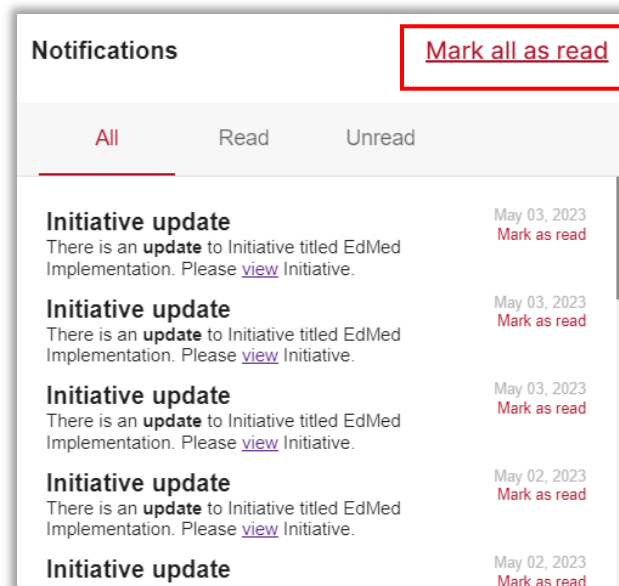 Notifications
Mark all as read
All Read Unread
Initiative update
May 03, 2023
Mark as read
There is an update to Initiative titled EdMed
Implementation. Please view Initiative.
Initiative update
May 03, 2023
Mark as read
There is an update to Initiative titled EdMed
Implementation. Please view Initiative.
Initiative update
May 03, 2023
Mark as read
There is an update to Initiative titled EdMed
Implementation. Please view Initiative.
Initiative update
May 02, 2023
Mark as read
There is an update to Initiative titled EdMed
Implementation. Please view Initiative.
Initiative update
May 02, 2023
Mark as read